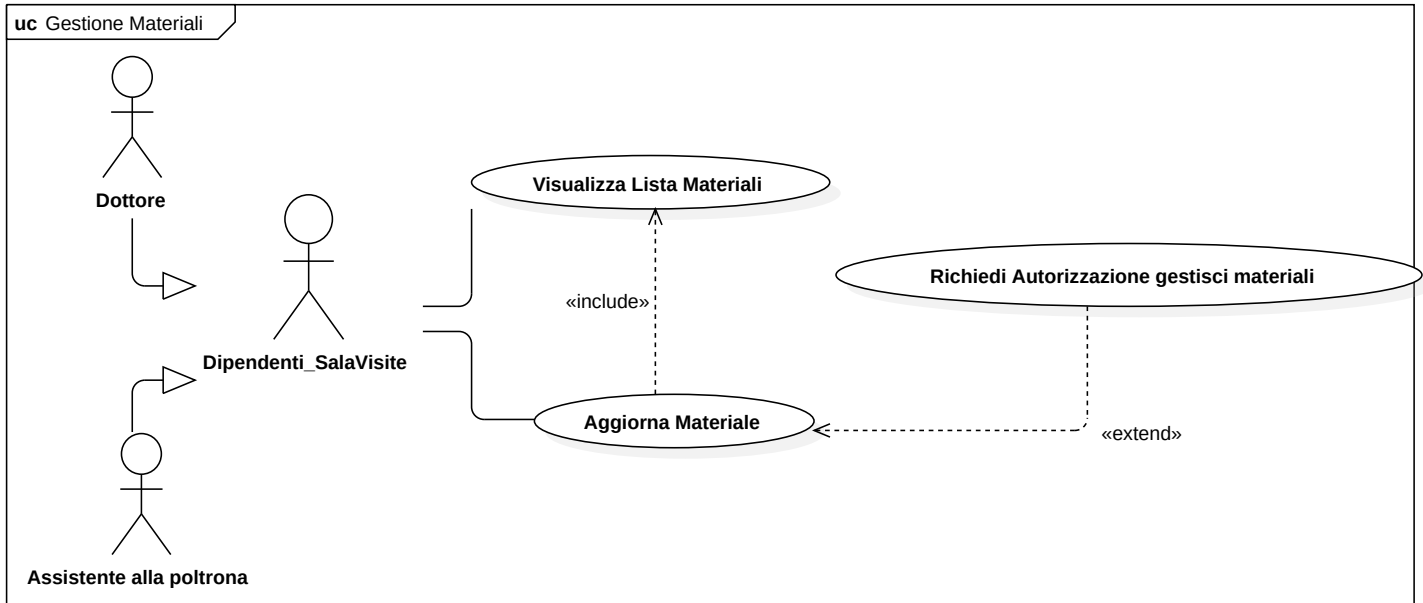 uc Gestione Materiali
Dottore
Visualizza Lista Materiali
Richiedi Autorizzazione gestisci materiali
«include»
Dipendenti_SalaVisite
Aggiorna Materiale
«extend»
Assistente alla poltrona